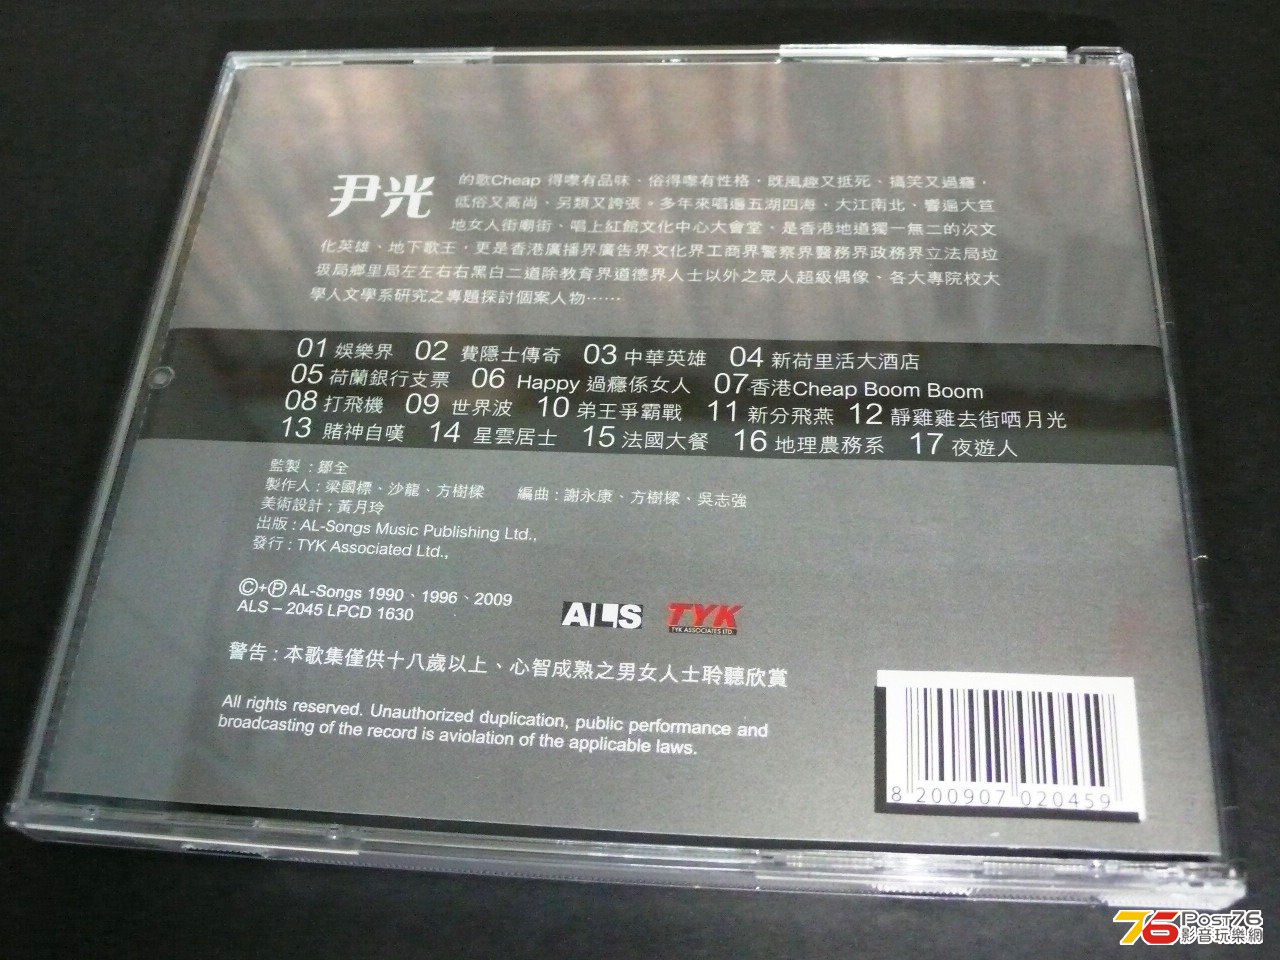 尹光
的歌Cheap 得嚟有品味、俗得嚟有性格，既風趣又抵死、搞笑又過癮，
低俗又高尚、另類又誇張。多年來唱遍五湖四海、大江南北、響遍大笪
地女人街廟街、唱上紅館文化中心大會堂、是香港地道獨一無二的次文
化英雄、地下歌王，更是香港廣播界廣告界文化界工商界警察界醫務界政務界立法局垃
圾局鄉里局左左右右黑白二道除教育界道德界人士以外之眾人超級偶像、各大專院校大
學人文學系研究之專題探討個案人物……
01 娛樂界 02 費隱士傳奇 03 中華英雄 04 新荷里活大酒店
05 荷蘭銀行支票 06 Happy 過癮係女人 07 香港Cheap Boom Boom
08 打飛機 09 世界波 10 弟王爭霸戰 11 新分飛燕 12 靜雞雞去街哂月光
13 賭神自嘆 14 星雲居士 15 法國大餐 16 地理農務系 17 夜遊人
監製 : 鄒全
製作人 : 梁國標、沙龍、方樹樑 編曲 : 謝永康、方樹樑、吳志強
美術設計 : 黃月玲
出版 : AL-Songs Music Publishing Ltd.,
發行 : TYK Associated Ltd.,
©+℗ AL-Songs 1990、1996、2009
ALS – 2045 LPCD 1630
ALS TYK
TYK ASSOCIATES LTD.
警告 : 本歌集僅供十八歲以上、心智成熟之男女人士聆聽欣賞
All rights reserved. Unauthorized duplication, public performance and
broadcasting of the record is aviolation of the applicable laws.
8 200907 020459
76 Post76
影音玩樂網